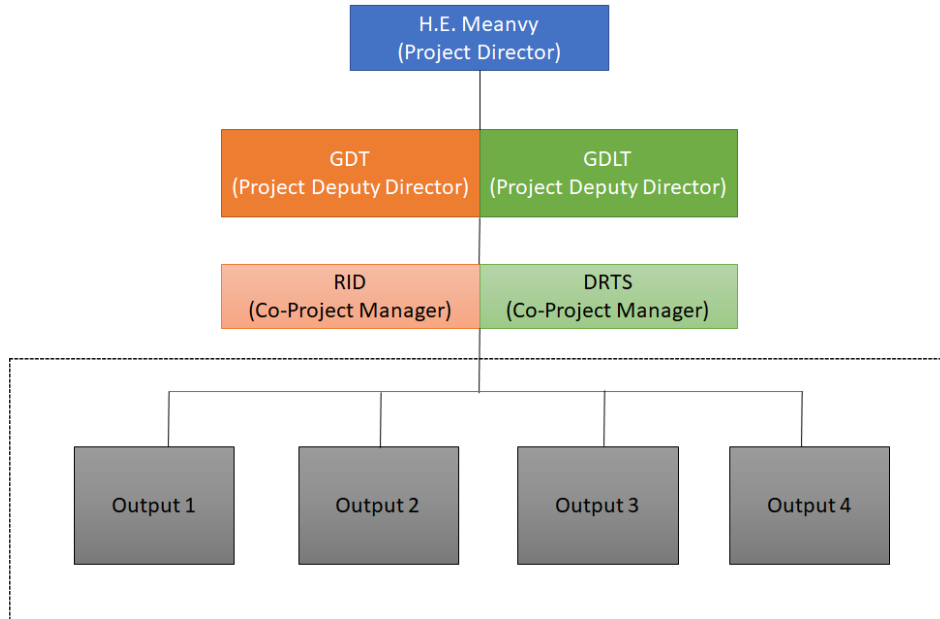 H.E. Meanvy
(Project Director)
GDT
(Project Deputy Director)
GDLT
(Project Deputy Director)
RID
(Co-Project Manager)
DRTS
(Co-Project Manager)
Output 1
Output 2
Output 3
Output 4